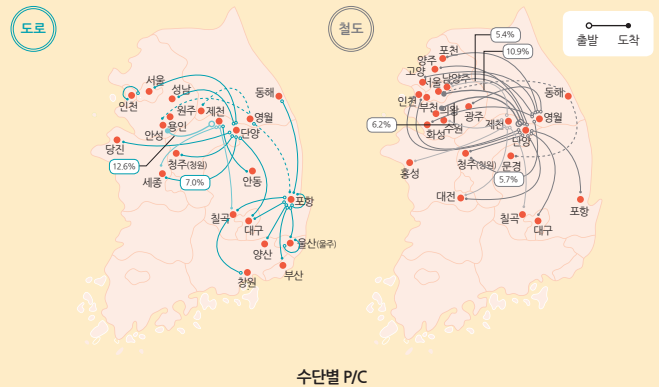 도로
서울
성남
인천
원주
제천
동해
영월
용인
안성
단양
당진
12.6%
청주(청원)
세종
7.0%
안동
포항
칠곡
대구
울산(울주)
양산
부산
창원
철도
출발 도착
5.4%
10.9%
포천
양주
고양
서울
남양주
동해
인천
부천
의왕
광주
영월
6.2%
화성
수원
제천
단양
홍성
청주(청원)
문경
5.7%
대전
포항
칠곡
대구
수단별 P/C